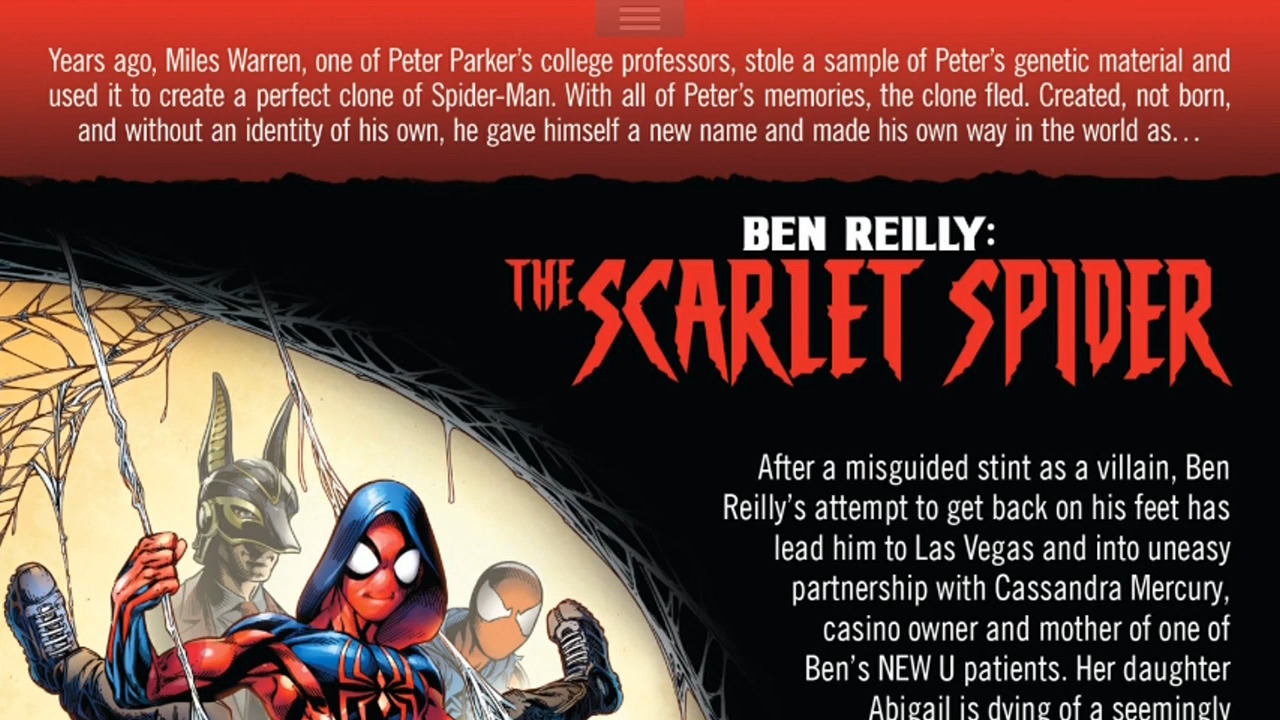 Years ago, Miles Warren, one of Peter Parker's college professors, stole a sample of Peter's genetic material and
used it to create a perfect clone of Spider-Man. With all of Peter's memories, the clone fled. Created, not born,
and without an identity of his own, he gave himself a new name and made his own way in the world as...
BEN REILLY:
THE SCARLET SPIDER
After a misguided stint as a villain, Ben
Reilly's attempt to get back on his feet has
lead him to Las Vegas and into uneasy
partnership with Cassandra Mercury,
casino owner and mother of one of
Ben's NEW U patients. Her daughter
Abigail is dying of a seemingly